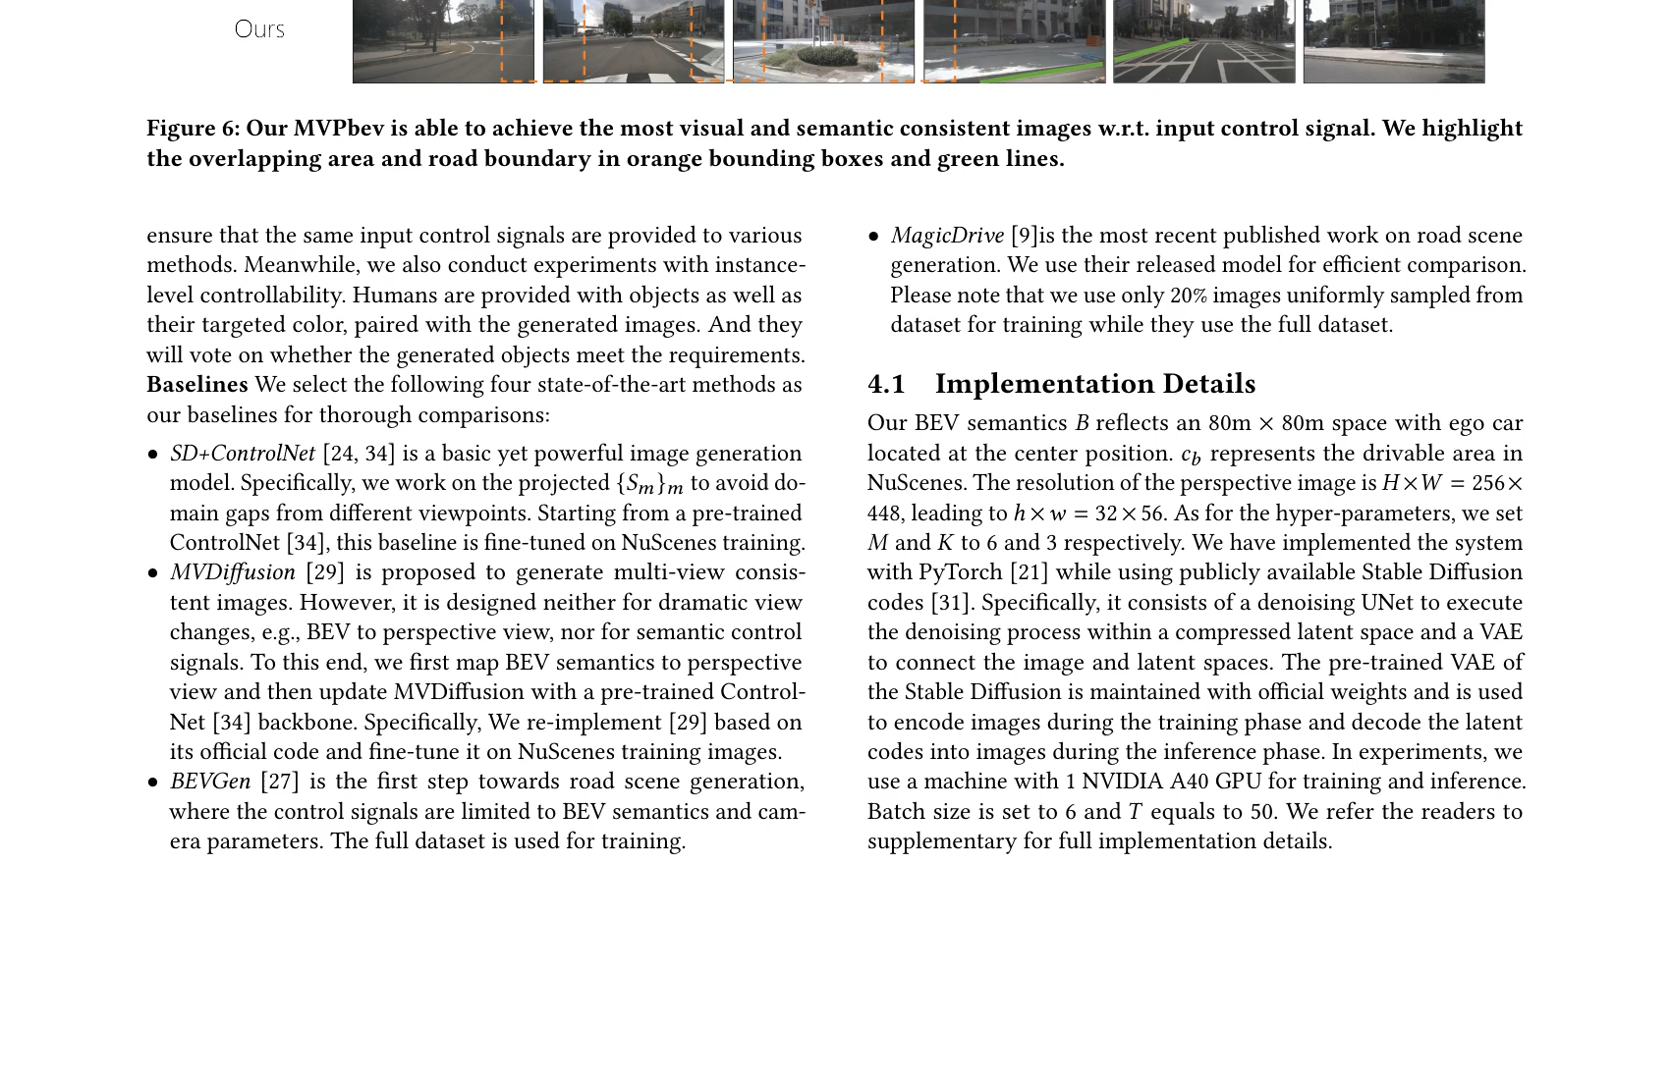 Ours
Figure 6: Our MVPbev is able to achieve the most visual and semantic consistent images w.r.t. input control signal. We highlight
the overlapping area and road boundary in orange bounding boxes and green lines.
ensure that the same input control signals are provided to various
methods. Meanwhile, we also conduct experiments with instance-
level controllability. Humans are provided with objects as well as
their targeted color, paired with the generated images. And they
will vote on whether the generated objects meet the requirements.
Baselines We select the following four state-of-the-art methods as
our baselines for thorough comparisons:
• SD+ControlNet [24, 34] is a basic yet powerful image generation
model. Specifically, we work on the projected {Sm}m to avoid do-
main gaps from different viewpoints. Starting from a pre-trained
ControlNet [34], this baseline is fine-tuned on NuScenes training.
• MVDiffusion [29] is proposed to generate multi-view consis-
tent images. However, it is designed neither for dramatic view
changes, e.g., BEV to perspective view, nor for semantic control
signals. To this end, we first map BEV semantics to perspective
view and then update MVDiffusion with a pre-trained Control-
Net [34] backbone. Specifically, We re-implement [29] based on
its official code and fine-tune it on NuScenes training images.
• BEVGen [27] is the first step towards road scene generation,
where the control signals are limited to BEV semantics and cam-
era parameters. The full dataset is used for training.
• MagicDrive [9]is the most recent published work on road scene
generation. We use their released model for efficient comparison.
Please note that we use only 20% images uniformly sampled from
dataset for training while they use the full dataset.
4.1 Implementation Details
Our BEV semantics B reflects an 80m × 80m space with ego car
located at the center position. cb represents the drivable area in
NuScenes. The resolution of the perspective image is H×W = 256×
448, leading to h×w = 32×56. As for the hyper-parameters, we set
M and K to 6 and 3 respectively. We have implemented the system
with PyTorch [21] while using publicly available Stable Diffusion
codes [31]. Specifically, it consists of a denoising UNet to execute
the denoising process within a compressed latent space and a VAE
to connect the image and latent spaces. The pre-trained VAE of
the Stable Diffusion is maintained with official weights and is used
to encode images during the training phase and decode the latent
codes into images during the inference phase. In experiments, we
use a machine with 1 NVIDIA A40 GPU for training and inference.
Batch size is set to 6 and T equals to 50. We refer the readers to
supplementary for full implementation details.